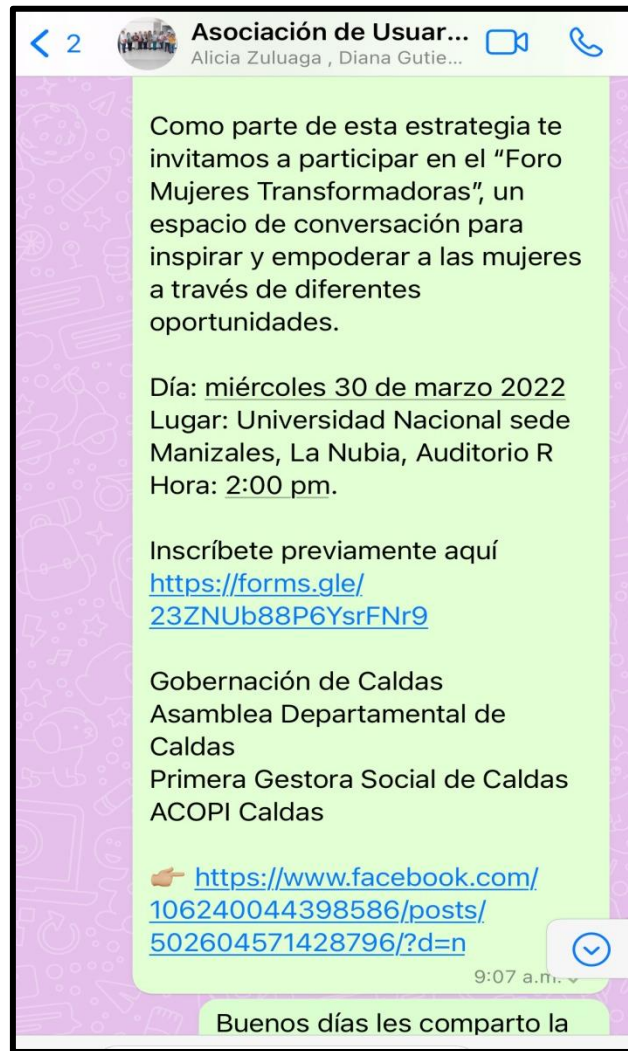 2
Asociación de Usuar...
Alicia Zuluaga , Diana Gutie...
Como parte de esta estrategia te
invitamos a participar en el “Foro
Mujeres Transformadoras”, un
espacio de conversación para
inspirar y empoderar a las mujeres
a través de diferentes
oportunidades.
Día: miércoles 30 de marzo 2022
Lugar: Universidad Nacional sede
Manizales, La Nubia, Auditorio R
Hora: 2:00 pm.
Inscríbete previamente aquí
https://forms.gle/
23ZNUb88P6YsrFNr9
Gobernación de Caldas
Asamblea Departamental de
Caldas
Primera Gestora Social de Caldas
ACOPI Caldas
👉🏼 https://www.facebook.com/
106240044398586/posts/
502604571428796/?d=n
9:07 a.m.
Buenos días les comparto la